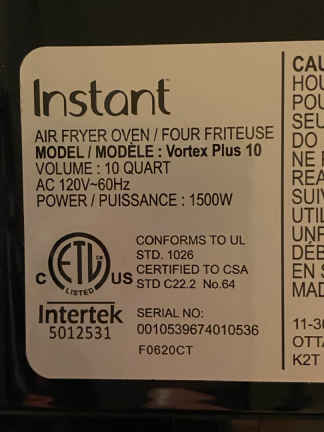 Instant
AIR FRYER OVEN / FOUR FRITEUSE
MODEL / MODÈLE : Vortex Plus 10
VOLUME : 10 QUART
AC 120V~60Hz
POWER / PUISSANCE : 1500W
ETL
LISTED
C US
Intertek
5012531
CONFORMS TO UL
STD. 1026
CERTIFIED TO CSA
STD C22.2 No.64
SERIAL NO:
0010539674010536
F0620CT
CAU
HOU
POU
SEU
DO
NE
REA
SUIV
UTIL
UNP
DÉB
EN S
MAD
11-30
OTTA
K2T